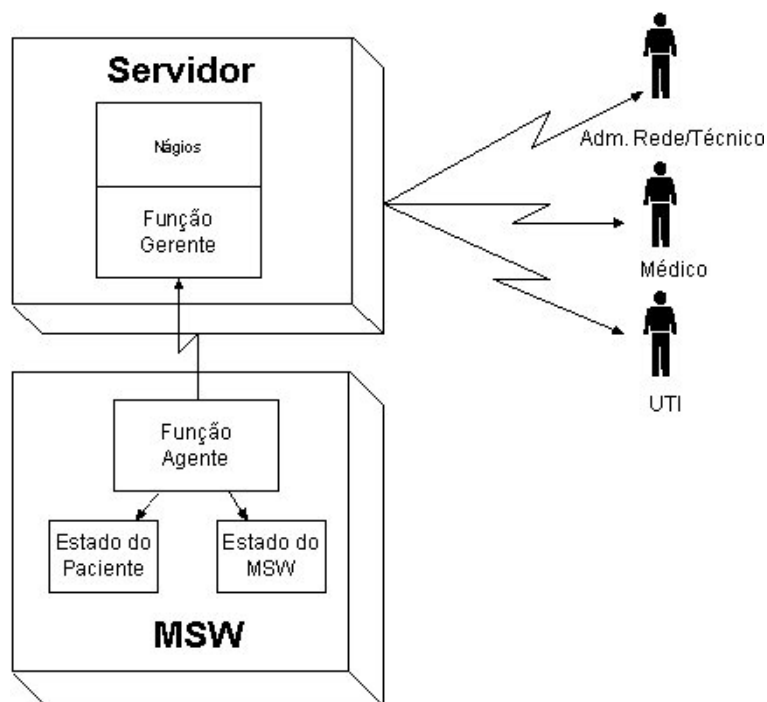 Servidor
Nágios
Função
Gerente
Adm. Rede/Técnico
Médico
UTI
Função
Agente
Estado do
Paciente
Estado do
MSW
MSW